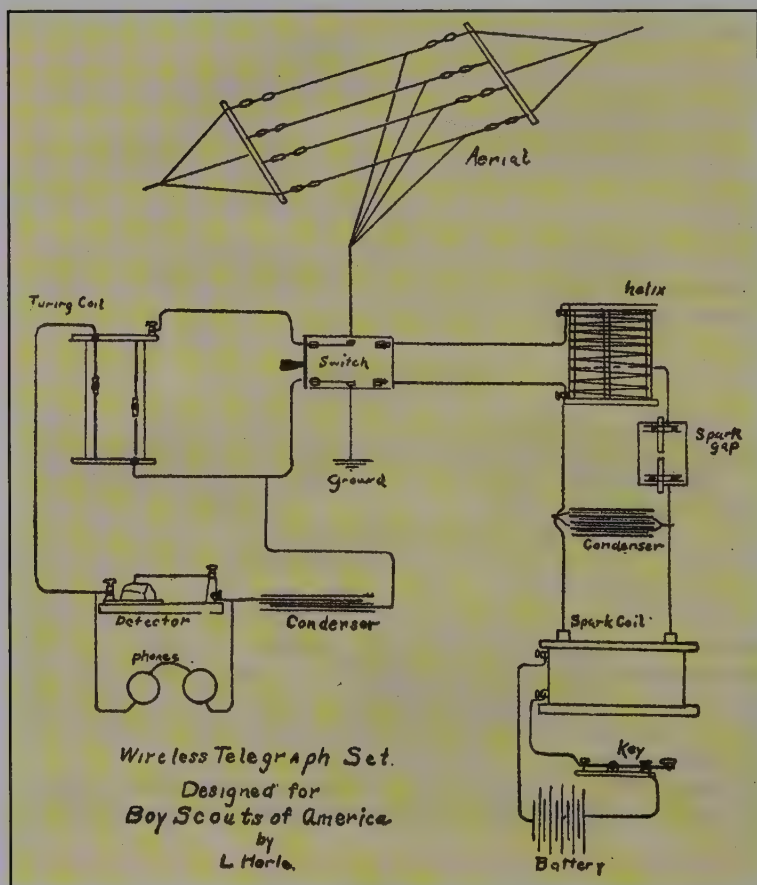 Aerial
helix
Tuning Coil
Switch
Spark
gap
Ground
Condenser
Detector
Condenser
Spark Coil
phones
Key
Wireless Telegraph Set.
Designed for
Boy Scouts of America
by
L Horle.
Battery